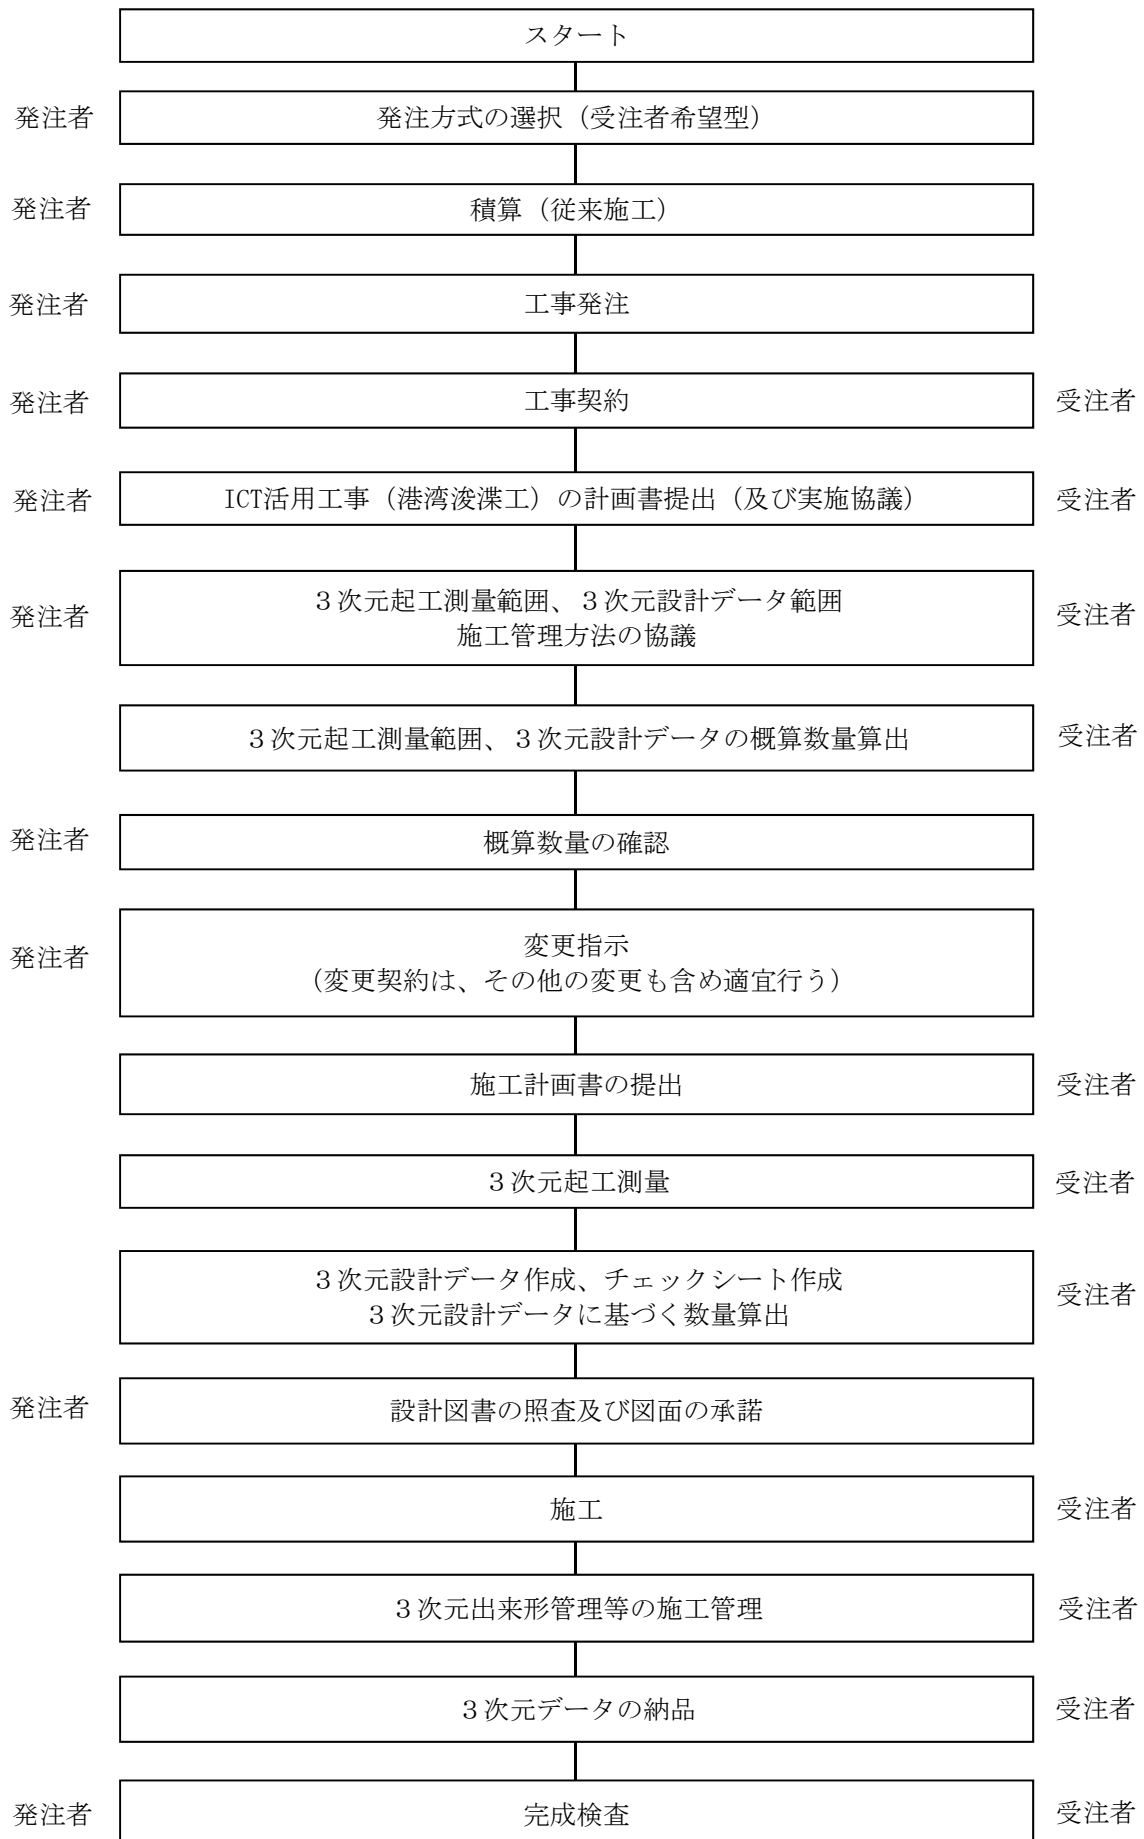 スタート
発注者
発注方式の選択（受注者希望型）
発注者
積算（従来施工）
発注者
工事発注
発注者
工事契約
受注者
発注者
ICT活用工事（港湾浚渫工）の計画書提出（及び実施協議）
受注者
発注者
３次元起工測量範囲、３次元設計データ範囲
施工管理方法の協議
受注者
３次元起工測量範囲、３次元設計データの概算数量算出
受注者
発注者
概算数量の確認
発注者
変更指示
（変更契約は、その他の変更も含め適宜行う）
施工計画書の提出
受注者
３次元起工測量
受注者
３次元設計データ作成、チェックシート作成
３次元設計データに基づく数量算出
受注者
発注者
設計図書の照査及び図面の承諾
施工
受注者
３次元出来形管理等の施工管理
受注者
３次元データの納品
受注者
発注者
完成検査
受注者